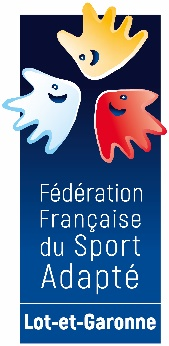 Fédération
Française
du Sport
Adapté
Lot-et-Garonne